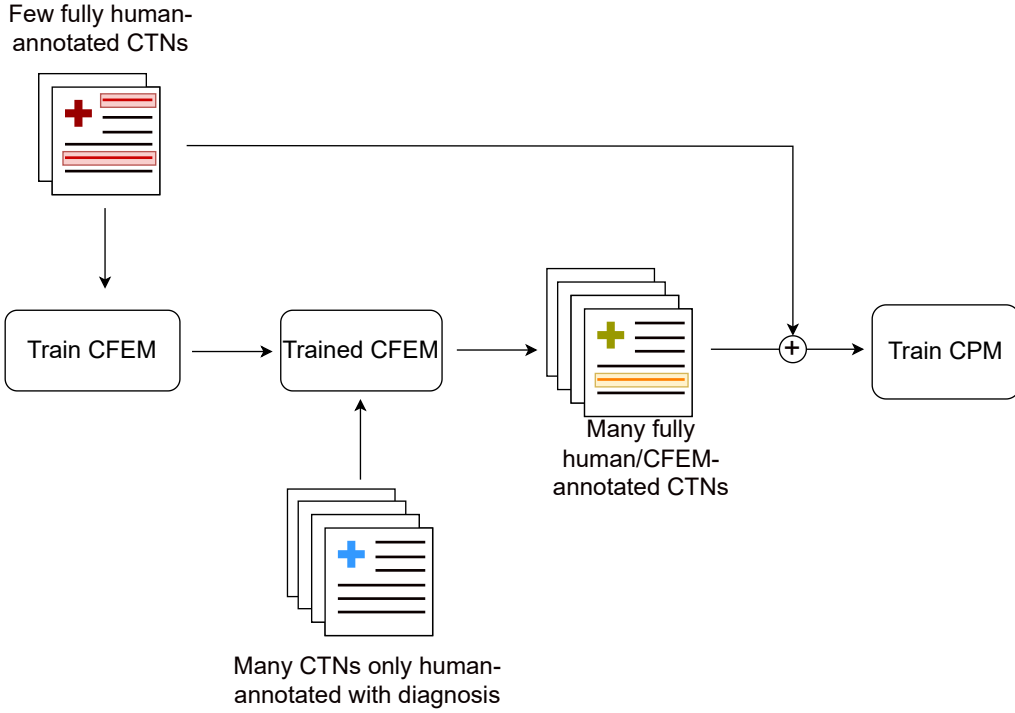 Few fully human-
annotated CTNs
Train CFEM
Trained CFEM
Many fully
human/CFEM-
annotated CTNs
+
Train CPM
Many CTNs only human-
annotated with diagnosis